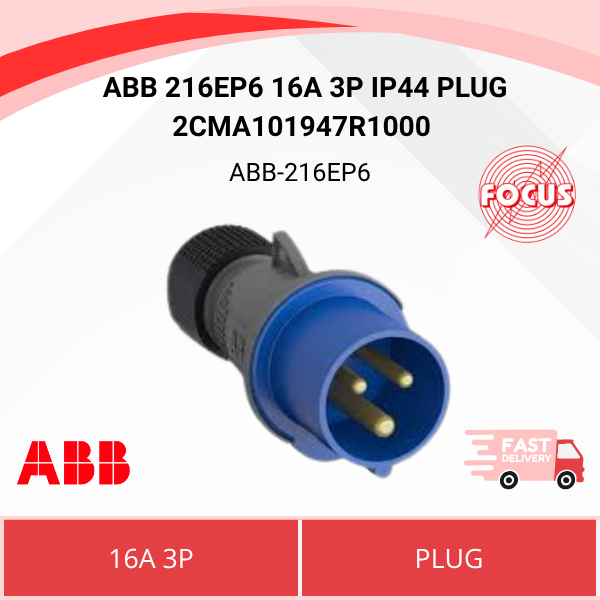 ABB 216EP6 16A 3P IP44 PLUG
2CMA101947R1000
ABB-216EP6
FOCUS
ABB
FAST
DELIVERY
16A 3P
PLUG